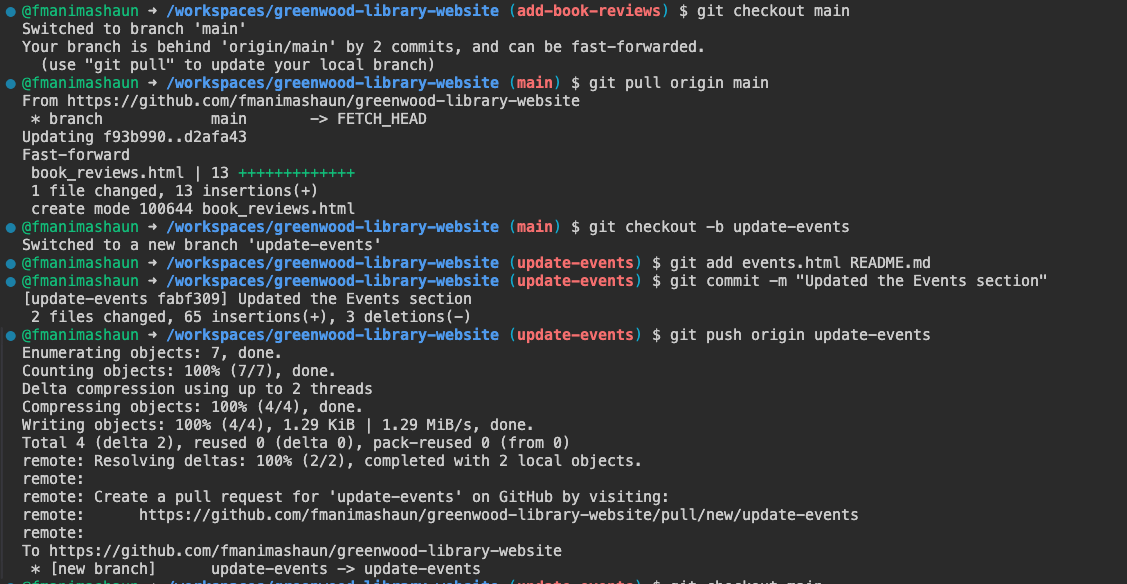 @fmanimashaun → /workspaces/greenwood-library-website (add-book-reviews) $ git checkout main
Switched to branch 'main'
Your branch is behind 'origin/main' by 2 commits, and can be fast-forwarded.
  (use "git pull" to update your local branch)
@fmanimashaun → /workspaces/greenwood-library-website (main) $ git pull origin main
From https://github.com/fmanimashaun/greenwood-library-website
 * branch            main       -> FETCH_HEAD
Updating f93b990..d2afa43
Fast-forward
 book_reviews.html | 13 +++++++++++++
 1 file changed, 13 insertions(+)
 create mode 100644 book_reviews.html
@fmanimashaun → /workspaces/greenwood-library-website (main) $ git checkout -b update-events
Switched to a new branch 'update-events'
@fmanimashaun → /workspaces/greenwood-library-website (update-events) $ git add events.html README.md
@fmanimashaun → /workspaces/greenwood-library-website (update-events) $ git commit -m "Updated the Events section"
[update-events fabf309] Updated the Events section
 2 files changed, 65 insertions(+), 3 deletions(-)
@fmanimashaun → /workspaces/greenwood-library-website (update-events) $ git push origin update-events
Enumerating objects: 7, done.
Counting objects: 100% (7/7), done.
Delta compression using up to 2 threads
Compressing objects: 100% (4/4), done.
Writing objects: 100% (4/4), 1.29 KiB | 1.29 MiB/s, done.
Total 4 (delta 2), reused 0 (delta 0), pack-reused 0 (from 0)
remote: Resolving deltas: 100% (2/2), completed with 2 local objects.
remote:
remote: Create a pull request for 'update-events' on GitHub by visiting:
remote:      https://github.com/fmanimashaun/greenwood-library-website/pull/new/update-events
remote:
To https://github.com/fmanimashaun/greenwood-library-website
 * [new branch]      update-events -> update-events
@fmanimashaun → /workspaces/greenwood-library-website (update-events) $ git checkout main